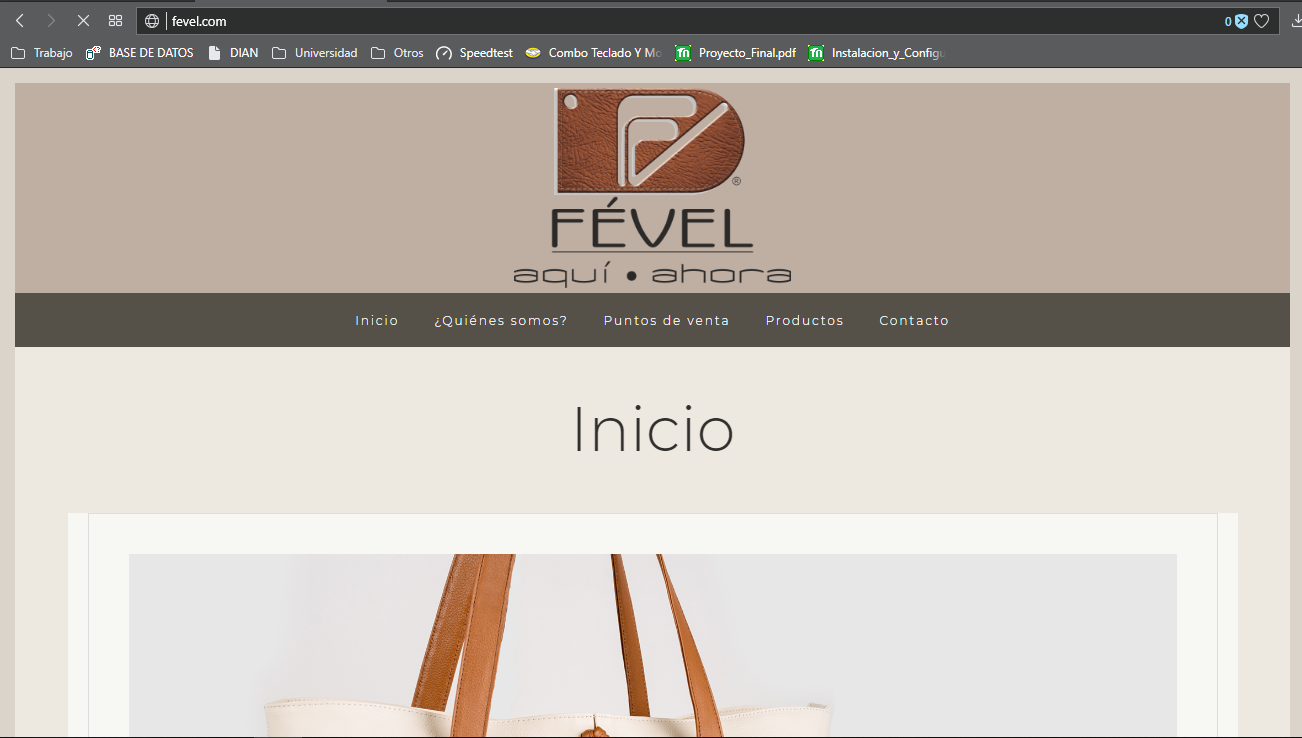 fevel.com
0
Trabajo BASE DE DATOS DIAN Universidad Otros Speedtest Combo Teclado Y Mo Proyecto_Final.pdf Instalacion_y_Configu
®
FÉVEL
aquí • ahora
Inicio ¿Quiénes somos? Puntos de venta Productos Contacto
Inicio